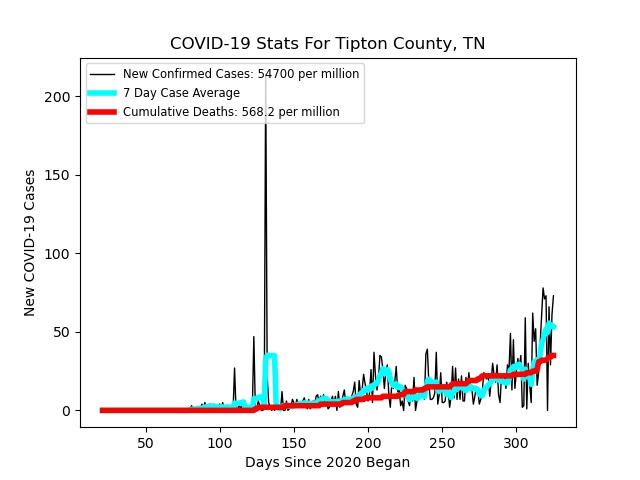 COVID-19 Stats For Tipton County, TN
New Confirmed Cases: 54700 per million
7 Day Case Average
Cumulative Deaths: 568.2 per million
New COVID-19 Cases
200
150
100
50
0
50 100 150 200 250 300
Days Since 2020 Began